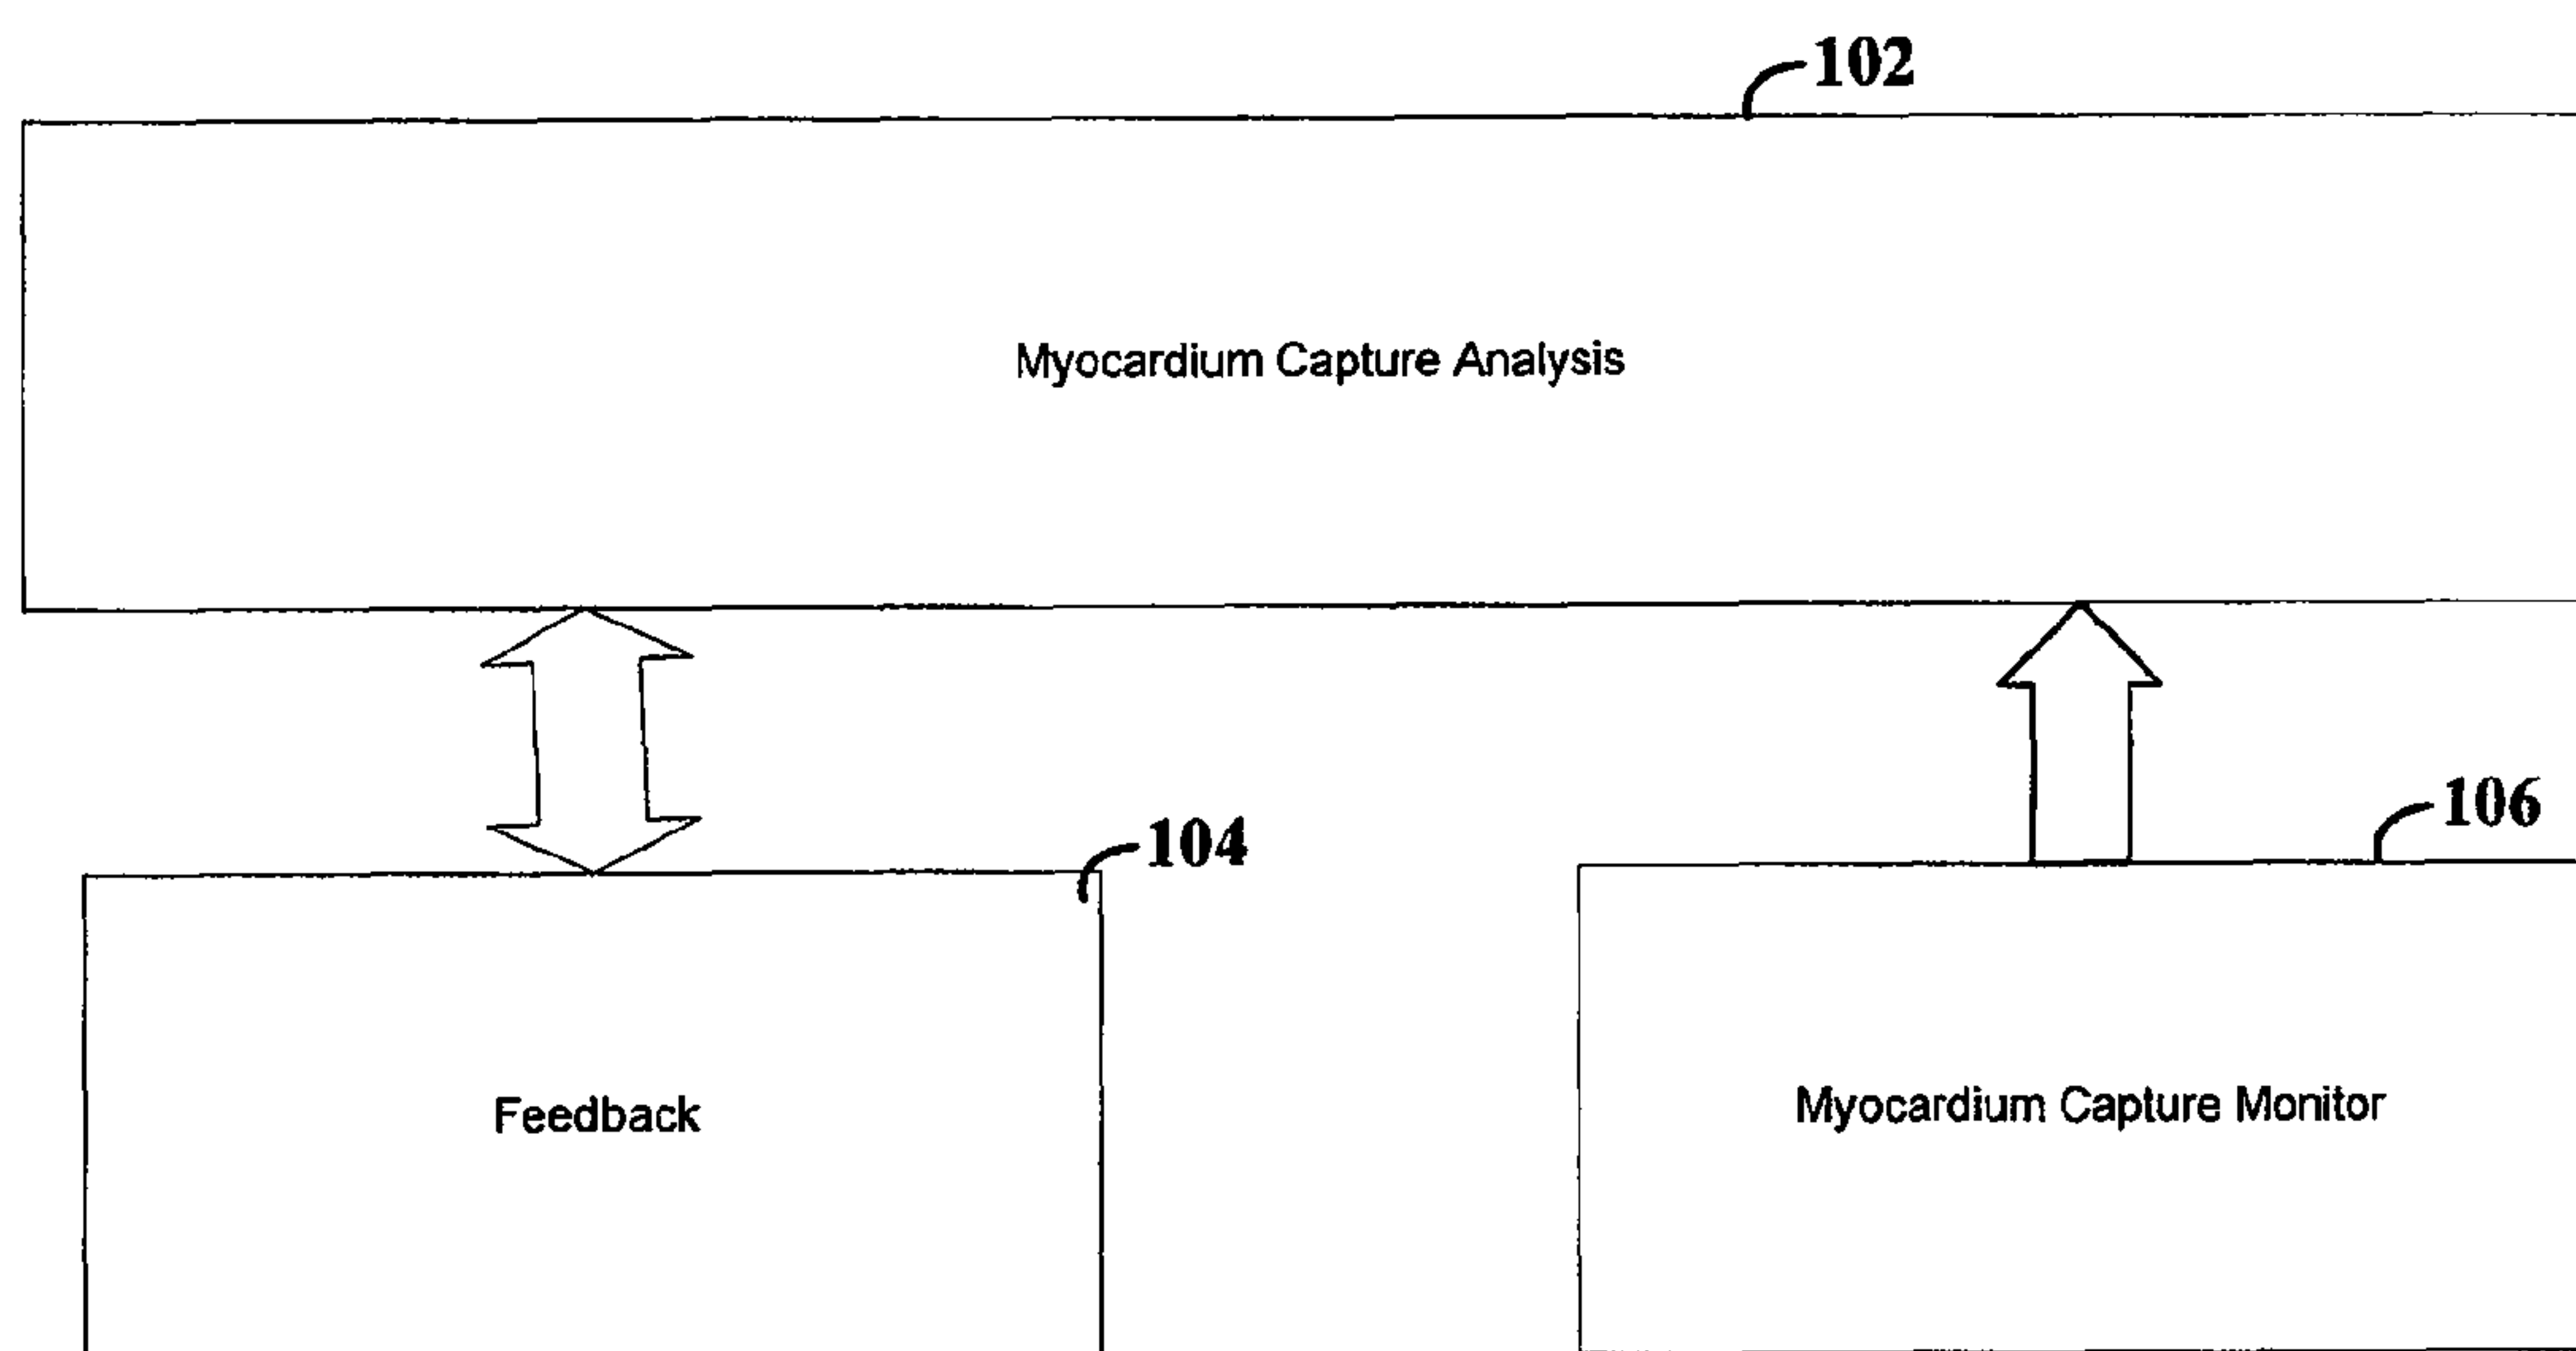 102
Myocardium Capture Analysis
106
104
Feedback
Myocardium Capture Monitor